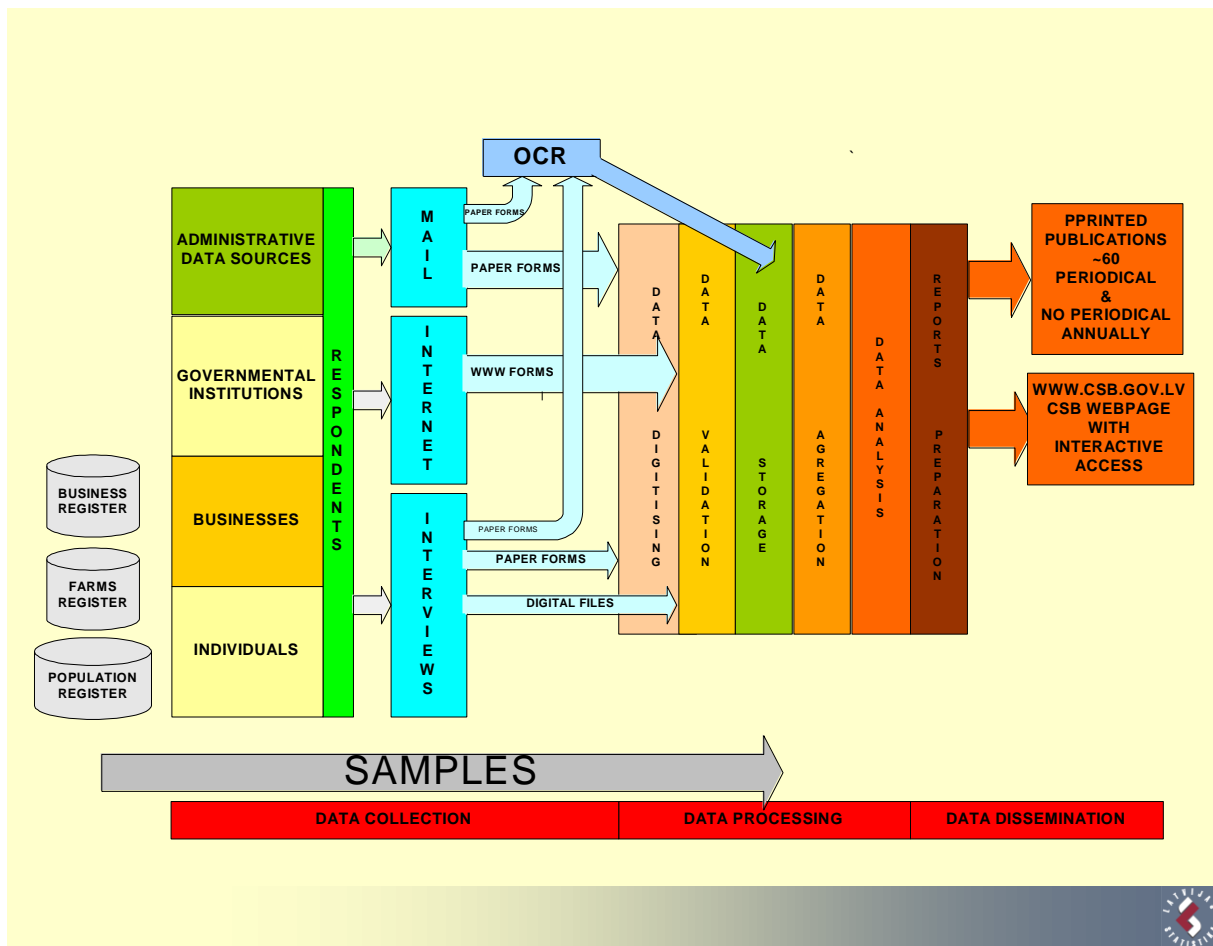 OCR
PAPER FORMS
MAIL
ADMINISTRATIVE
DATA SOURCES
PAPER FORMS
GOVERNMENTAL
INSTITUTIONS
RESPONDENTS
INTERNET
WWW FORMS
BUSINESS
REGISTER
BUSINESSES
INTERVIEWS
PAPER FORMS
PAPER FORMS
FARMS
REGISTER
DIGITAL FILES
INDIVIDUALS
POPULATION
REGISTER
DATA DIGITISING
DATA VALIDATION
DATA STORAGE
DATA AGREGATION
DATA ANALYSIS
REPORTS PREPARATION
PPRINTED
PUBLICATIONS
~60
PERIODICAL
&
NO PERIODICAL
ANNUALLY
WWW.CSB.GOV.LV
CSB WEBPAGE
WITH
INTERACTIVE
ACCESS
SAMPLES
DATA COLLECTION
DATA PROCESSING
DATA DISSEMINATION